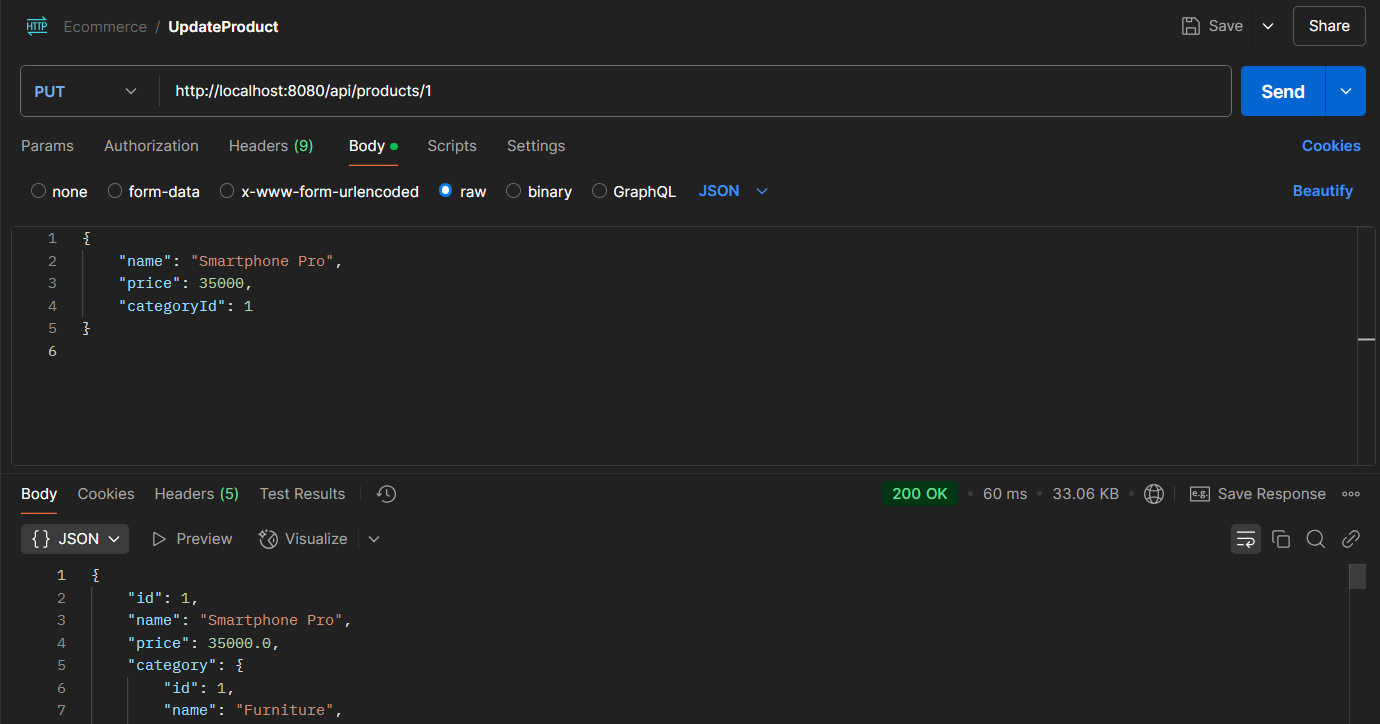 HTTP Ecommerce / UpdateProduct Save Share
PUT http://localhost:8080/api/products/1 Send
Params Authorization Headers (9) Body Scripts Settings Cookies
none form-data x-www-form-urlencoded raw binary GraphQL JSON Beautify
1 {
2 "name": "Smartphone Pro",
3 "price": 35000,
4 "categoryId": 1
5 }
6
Body Cookies Headers (5) Test Results 200 OK • 60 ms • 33.06 KB • e.g. Save Response
{} JSON Preview Visualize
1 {
2 "id": 1,
3 "name": "Smartphone Pro",
4 "price": 35000.0,
5 "category": {
6 "id": 1,
7 "name": "Furniture",